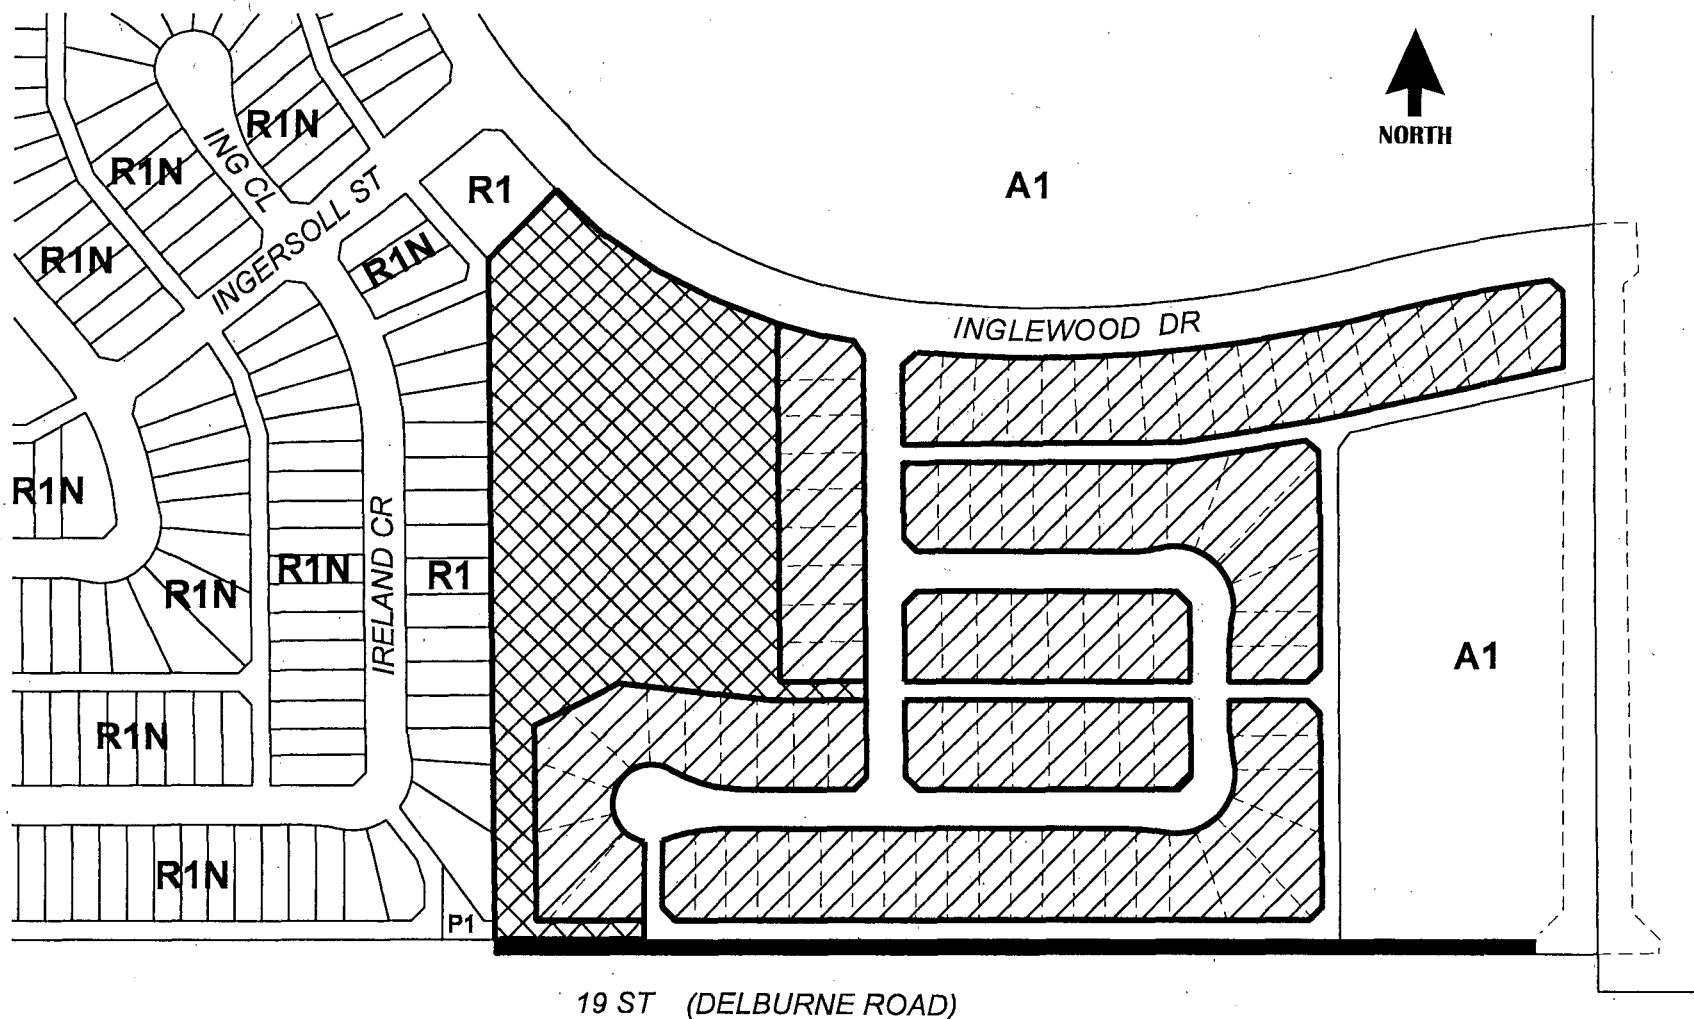 R1N
R1N
NORTH
ING CL
R1
A1
INGERSOLL ST
R1N
R1N
INGLEWOOD DR
R1N
R1N
IRELAND CR
R1
R1N
A1
R1N
R1N
P1
19 ST (DELBURNE ROAD)